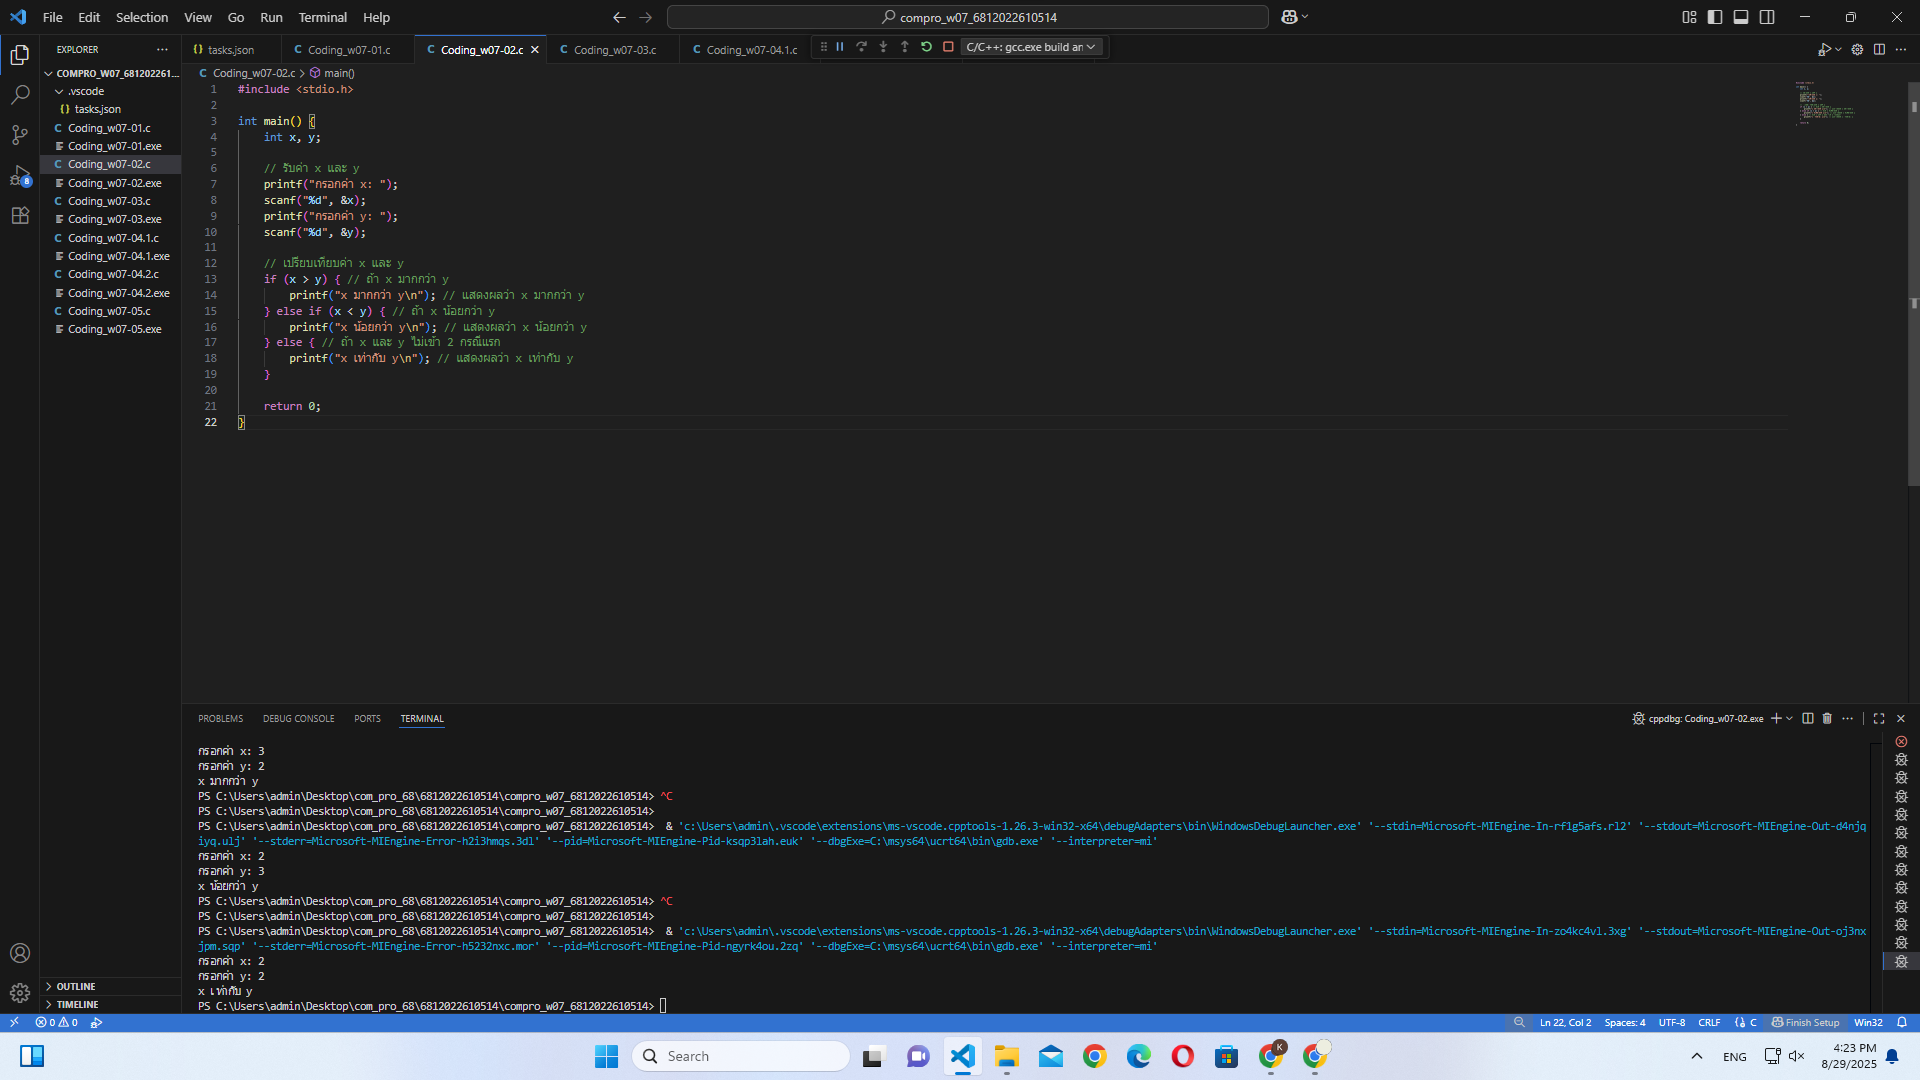 File Edit Selection View Go Run Terminal Help
compro_w07_6812022610514
EXPLORER
tasks.json
Coding_w07-01.c
Coding_w07-02.c
Coding_w07-03.c
Coding_w07-04.1.c
C/C++: gcc.exe build an
COMPRO_W07_681202261...
.vscode
tasks.json
Coding_w07-01.c
Coding_w07-01.exe
Coding_w07-02.c
Coding_w07-02.exe
Coding_w07-03.c
Coding_w07-03.exe
Coding_w07-04.1.c
Coding_w07-04.1.exe
Coding_w07-04.2.c
Coding_w07-04.2.exe
Coding_w07-05.c
Coding_w07-05.exe
8
OUTLINE
TIMELINE
C Coding_w07-02.c > main()
1 #include <stdio.h>
2
3 int main() {
4 int x, y;
5
6 // รับค่า x และ y
7 printf("กรอกค่า x: ");
8 scanf("%d", &x);
9 printf("กรอกค่า y: ");
10 scanf("%d", &y);
11
12 // เปรียบเทียบค่า x และ y
13 if (x > y) { // ถ้า x มากกว่า y
14 printf("x มากกว่า y\n"); // แสดงผลว่า x มากกว่า y
15 } else if (x < y) { // ถ้า x น้อยกว่า y
16 printf("x น้อยกว่า y\n"); // แสดงผลว่า x น้อยกว่า y
17 } else { // ถ้า x และ y ไม่เข้า 2 กรณีแรก
18 printf("x เท่ากับ y\n"); // แสดงผลว่า x เท่ากับ y
19 }
20
21 return 0;
22 }
PROBLEMS DEBUG CONSOLE PORTS TERMINAL
cppdbg: Coding_w07-02.exe
กรอกค่า x: 3
กรอกค่า y: 2
x มากกว่า y
PS C:\Users\admin\Desktop\com_pro_68\6812022610514\compro_w07_6812022610514> ^C
PS C:\Users\admin\Desktop\com_pro_68\6812022610514\compro_w07_6812022610514>
PS C:\Users\admin\Desktop\com_pro_68\6812022610514\compro_w07_6812022610514> & 'c:\Users\admin\.vscode\extensions\ms-vscode.cpptools-1.26.3-win32-x64\debugAdapters\bin\WindowsDebugLauncher.exe' '--stdin=Microsoft-MIEngine-In-rf1g5afs.rl2' '--stdout=Microsoft-MIEngine-Out-d4njq
iyq.ulj' '--stderr=Microsoft-MIEngine-Error-h2i3hmqs.3dl' '--pid=Microsoft-MIEngine-Pid-ksqp3lah.euk' '--dbgExe=C:\msys64\ucrt64\bin\gdb.exe' '--interpreter=mi'
กรอกค่า x: 2
กรอกค่า y: 3
x น้อยกว่า y
PS C:\Users\admin\Desktop\com_pro_68\6812022610514\compro_w07_6812022610514> ^C
PS C:\Users\admin\Desktop\com_pro_68\6812022610514\compro_w07_6812022610514>
PS C:\Users\admin\Desktop\com_pro_68\6812022610514\compro_w07_6812022610514> & 'c:\Users\admin\.vscode\extensions\ms-vscode.cpptools-1.26.3-win32-x64\debugAdapters\bin\WindowsDebugLauncher.exe' '--stdin=Microsoft-MIEngine-In-zo4kc4vl.3xg' '--stdout=Microsoft-MIEngine-Out-oj3nx
jpm.sqp' '--stderr=Microsoft-MIEngine-Error-h5232nxc.mor' '--pid=Microsoft-MIEngine-Pid-ngyrk4ou.2zq' '--dbgExe=C:\msys64\ucrt64\bin\gdb.exe' '--interpreter=mi'
กรอกค่า x: 2
กรอกค่า y: 2
x เท่ากับ y
PS C:\Users\admin\Desktop\com_pro_68\6812022610514\compro_w07_6812022610514>
0 0
Ln 22, Col 2 Spaces: 4 UTF-8 CRLF {} C Finish Setup Win32
Search
K
ENG
4:23 PM
8/29/2025